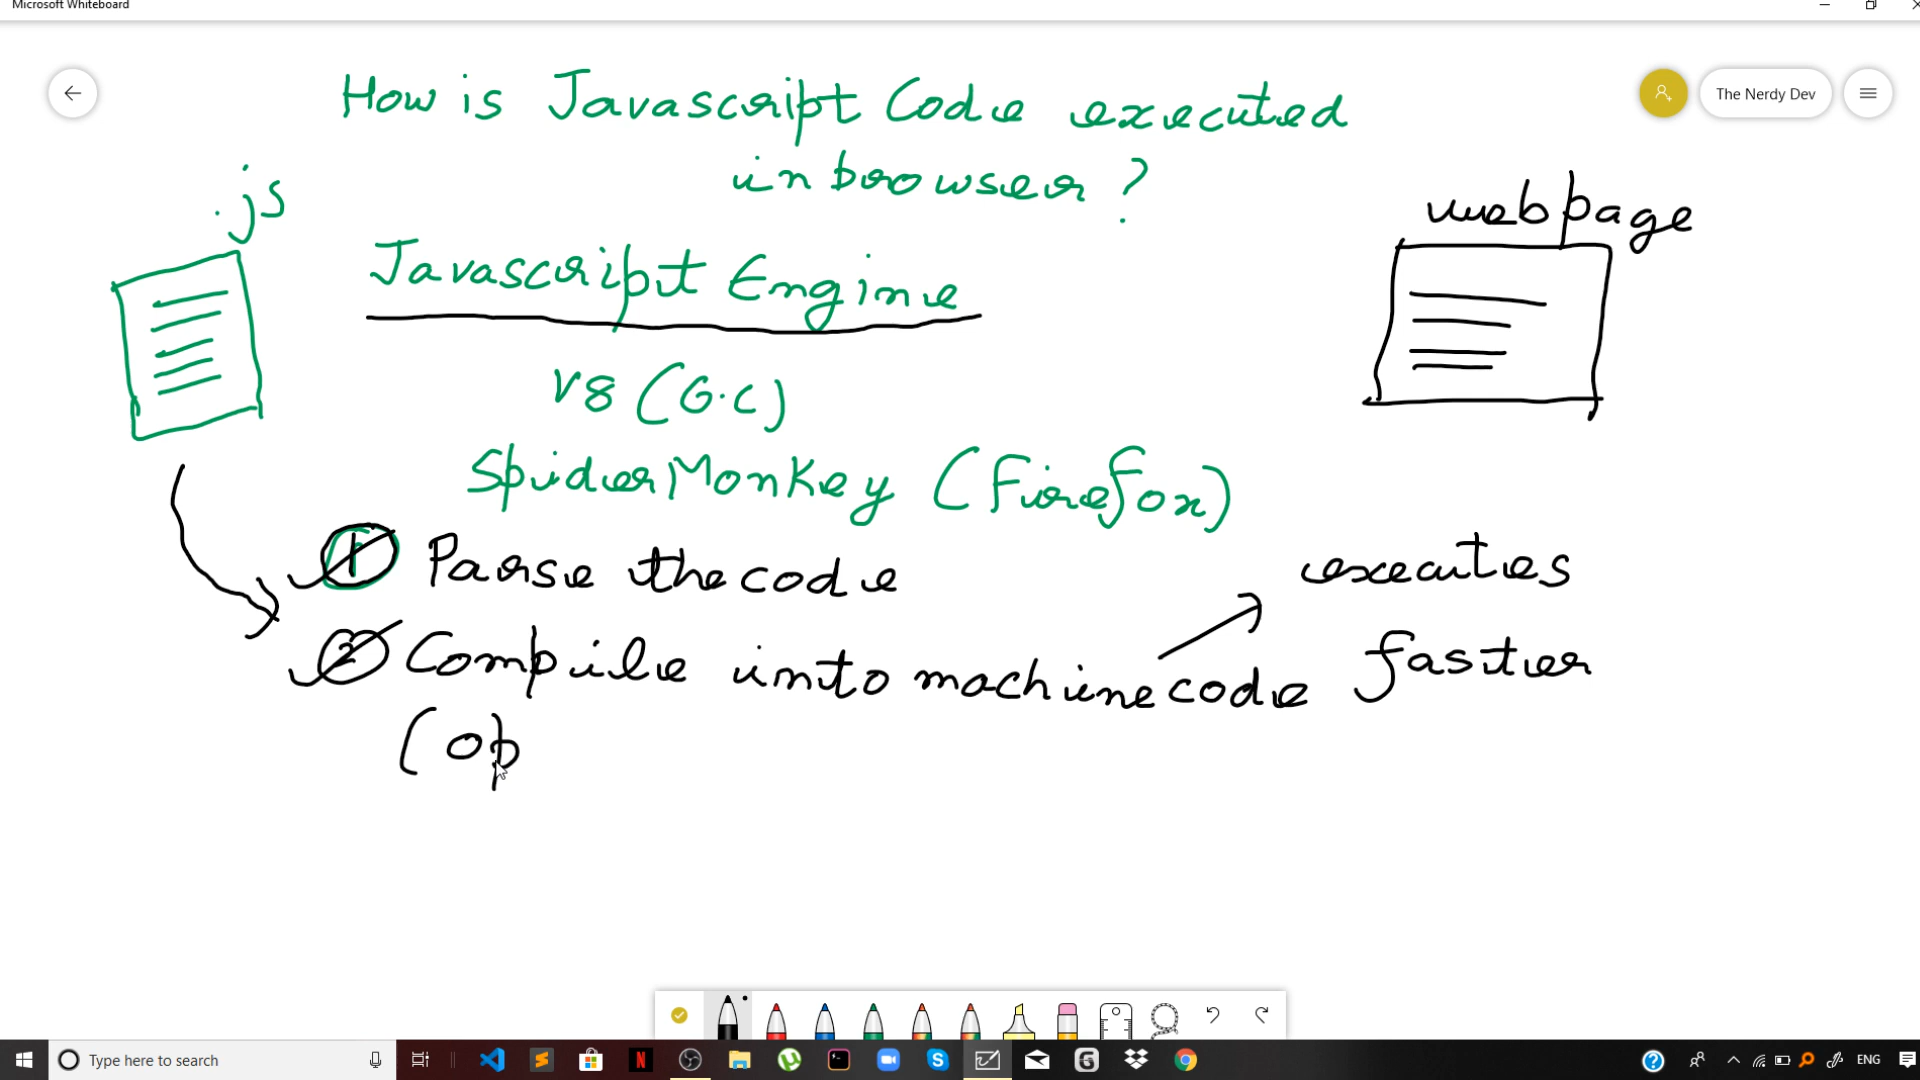 Microsoft Whiteboard
How is Javascript Code executed
in browser ?
The Nerdy Dev
.js
webpage
Javascript Engine
V8 (G.C)
SpiderMonkey (Firefox)
1 Parse the code
executes
2 Compile into machine code
faster
(op
Type here to search
ENG